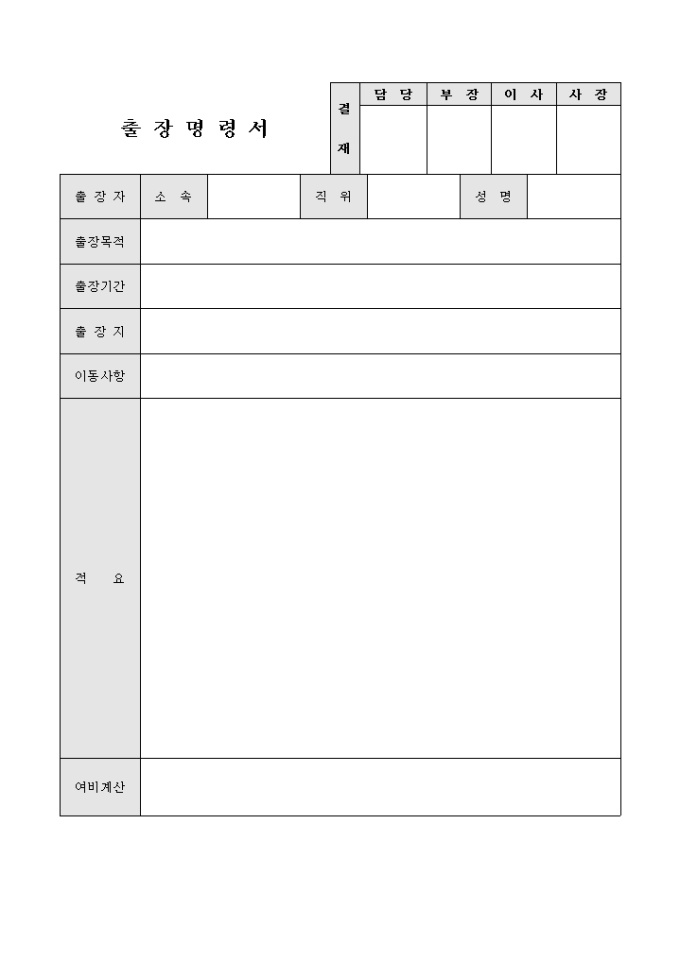 출 장 명 령 서
결 재
담 당 부 장 이 사 사 장
출 장 자 소 속 직 위 성 명
출장목적
출장기간
출 장 지
이동사항
적 요
여비계산